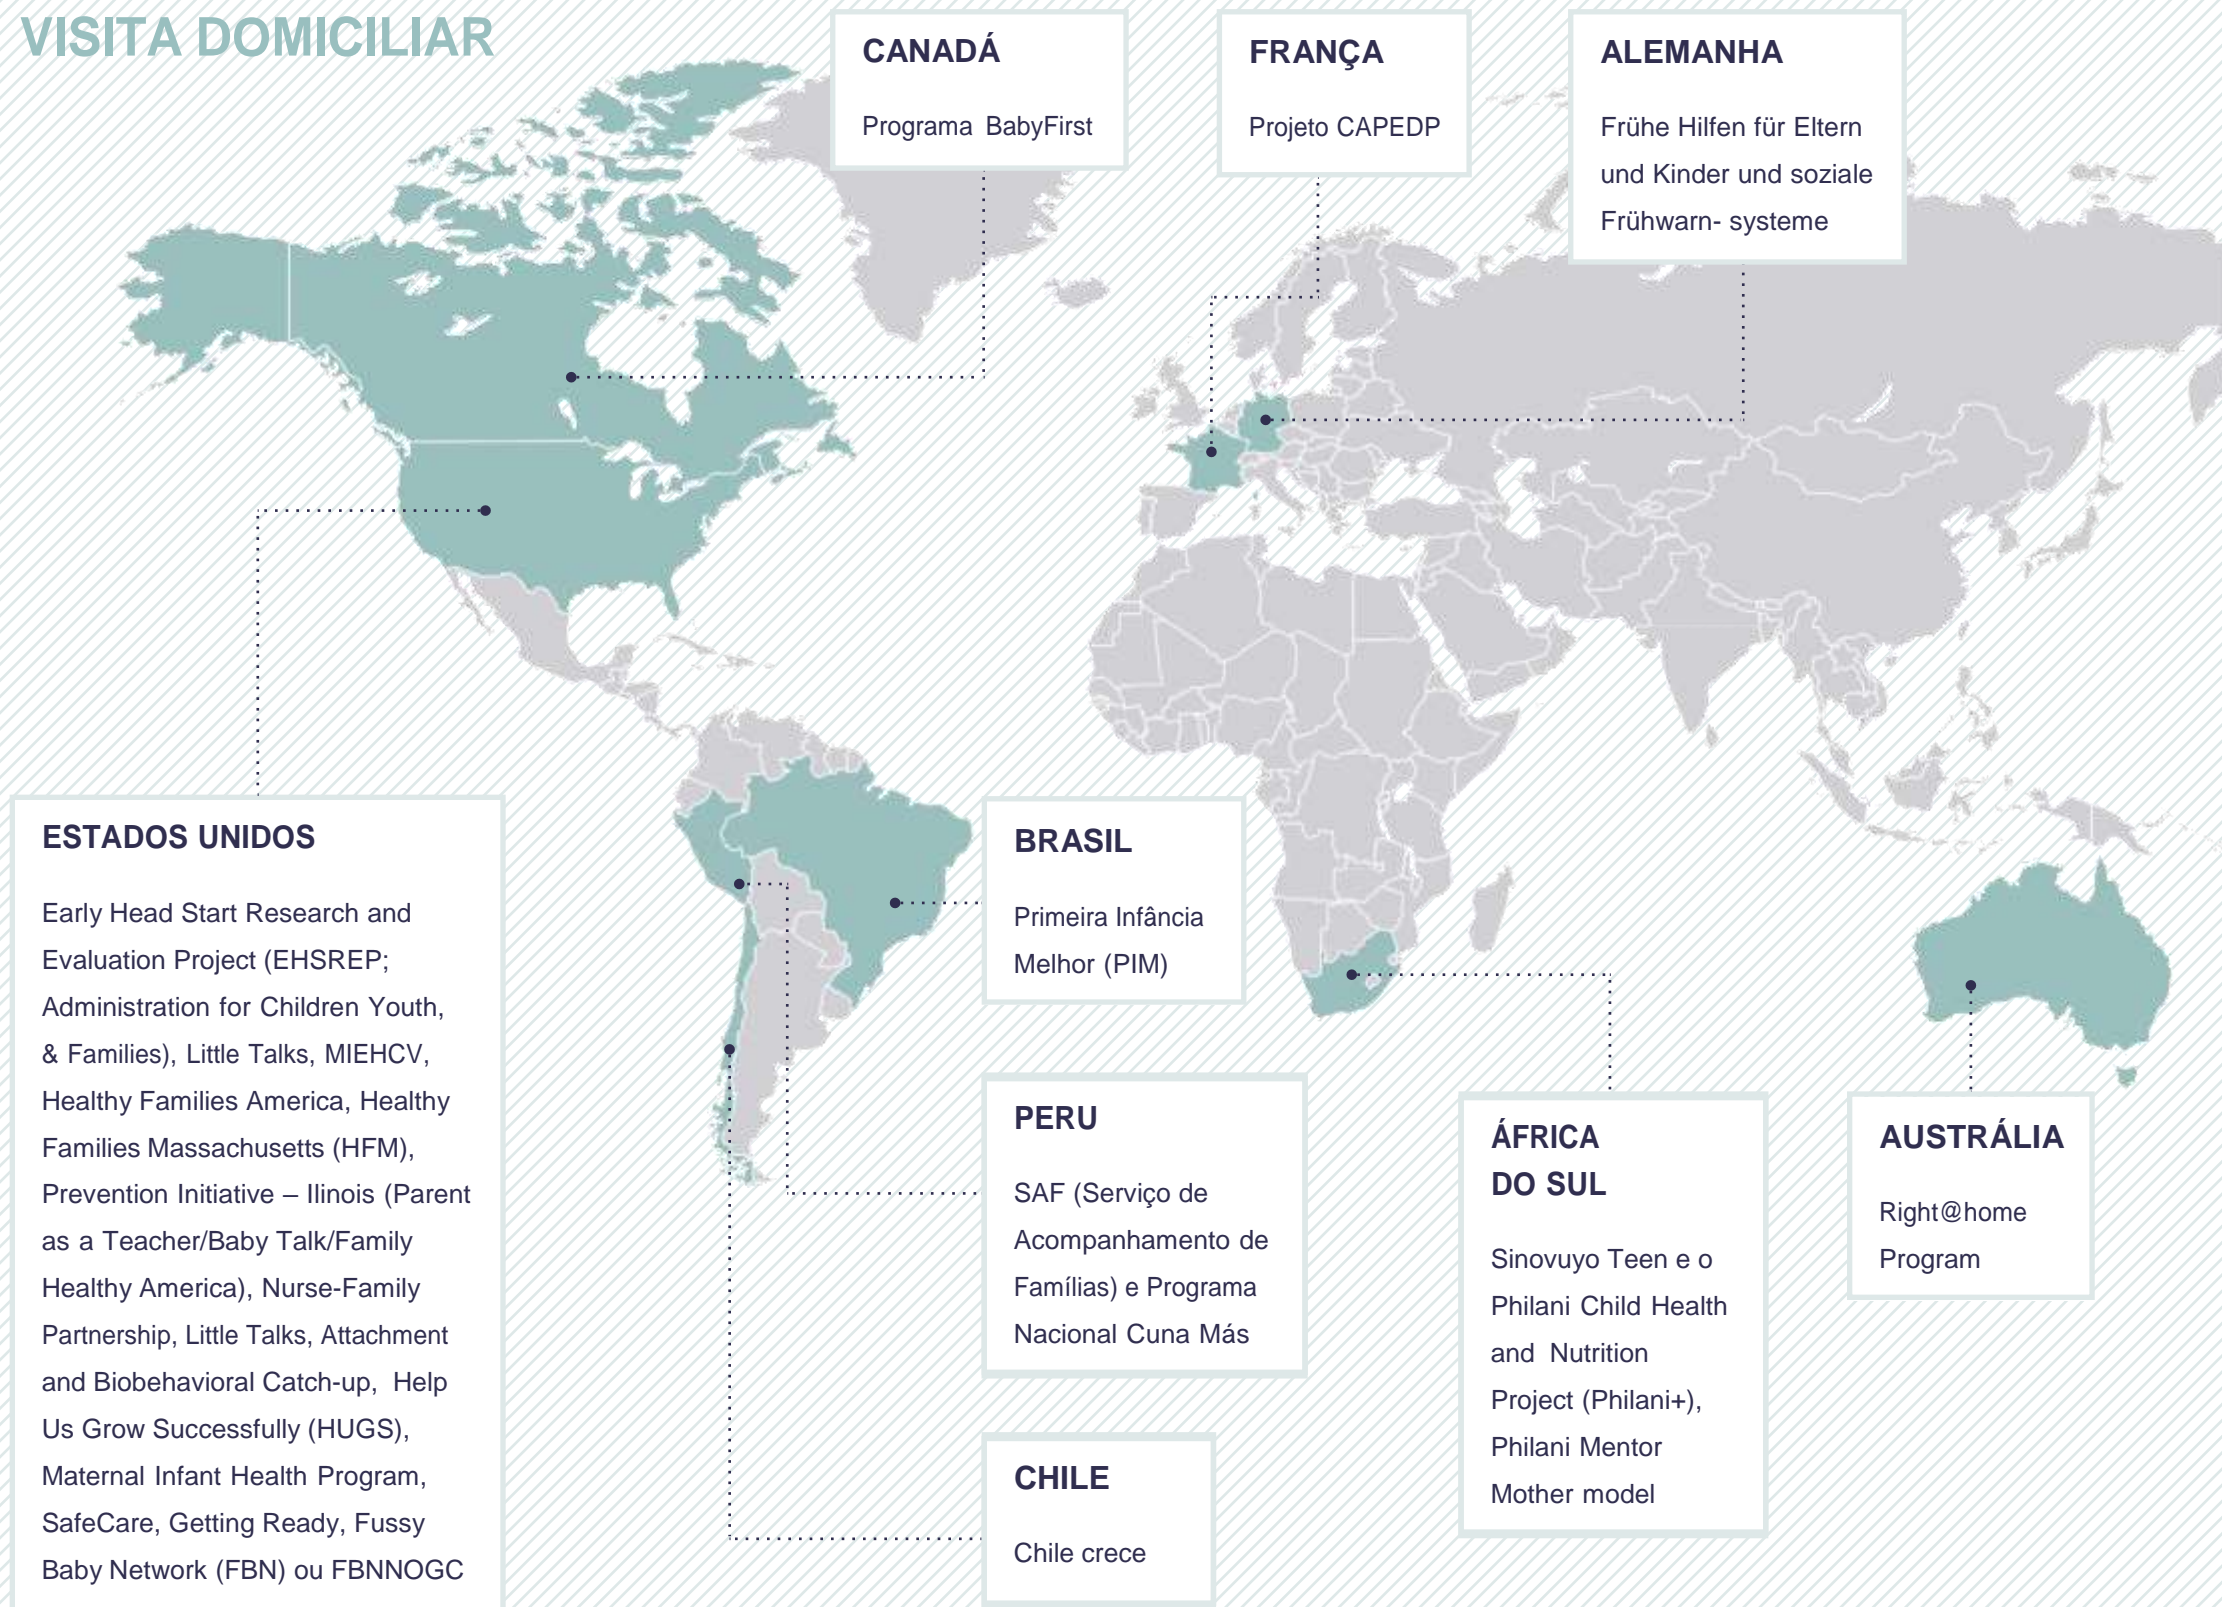 VISITA DOMICILIAR
CANADÁ
Programa BabyFirst
FRANÇA
Projeto CAPEDP
ALEMANHA
Frühe Hilfen für Eltern
und Kinder und soziale
Frühwarn- systeme
ESTADOS UNIDOS
Early Head Start Research and
Evaluation Project (EHSREP;
Administration for Children Youth,
& Families), Little Talks, MIEHCV,
Healthy Families America, Healthy
Families Massachusetts (HFM),
Prevention Initiative – Ilinois (Parent
as a Teacher/Baby Talk/Family
Healthy America), Nurse-Family
Partnership, Little Talks, Attachment
and Biobehavioral Catch-up, Help
Us Grow Successfully (HUGS),
Maternal Infant Health Program,
SafeCare, Getting Ready, Fussy
Baby Network (FBN) ou FBNNOGC
BRASIL
Primeira Infância
Melhor (PIM)
PERU
SAF (Serviço de
Acompanhamento de
Famílias) e Programa
Nacional Cuna Más
CHILE
Chile crece
ÁFRICA
DO SUL
Sinovuyo Teen e o
Philani Child Health
and Nutrition
Project (Philani+),
Philani Mentor
Mother model
AUSTRÁLIA
Right@home
Program